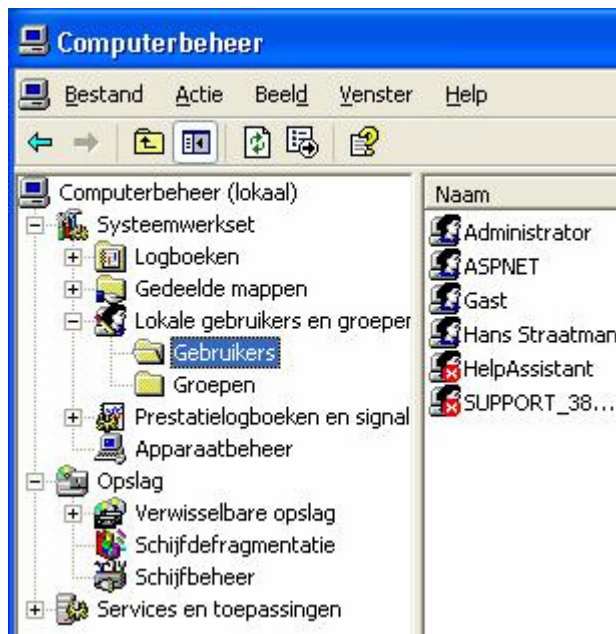 Computerbeheer
Bestand Actie Beeld Venster Help
Computerbeheer (lokaal)
Systeemwerkset
Logboeken
Gedeelde mappen
Lokale gebruikers en groeper
Gebruikers
Groepen
Prestatielogboeken en signal
Apparaatbeheer
Opslag
Verwisselbare opslag
Schijfdefragmentatie
Schijfbeheer
Services en toepassingen
Naam
Administrator
ASPNET
Gast
Hans Straatman
HelpAssistant
SUPPORT_38...